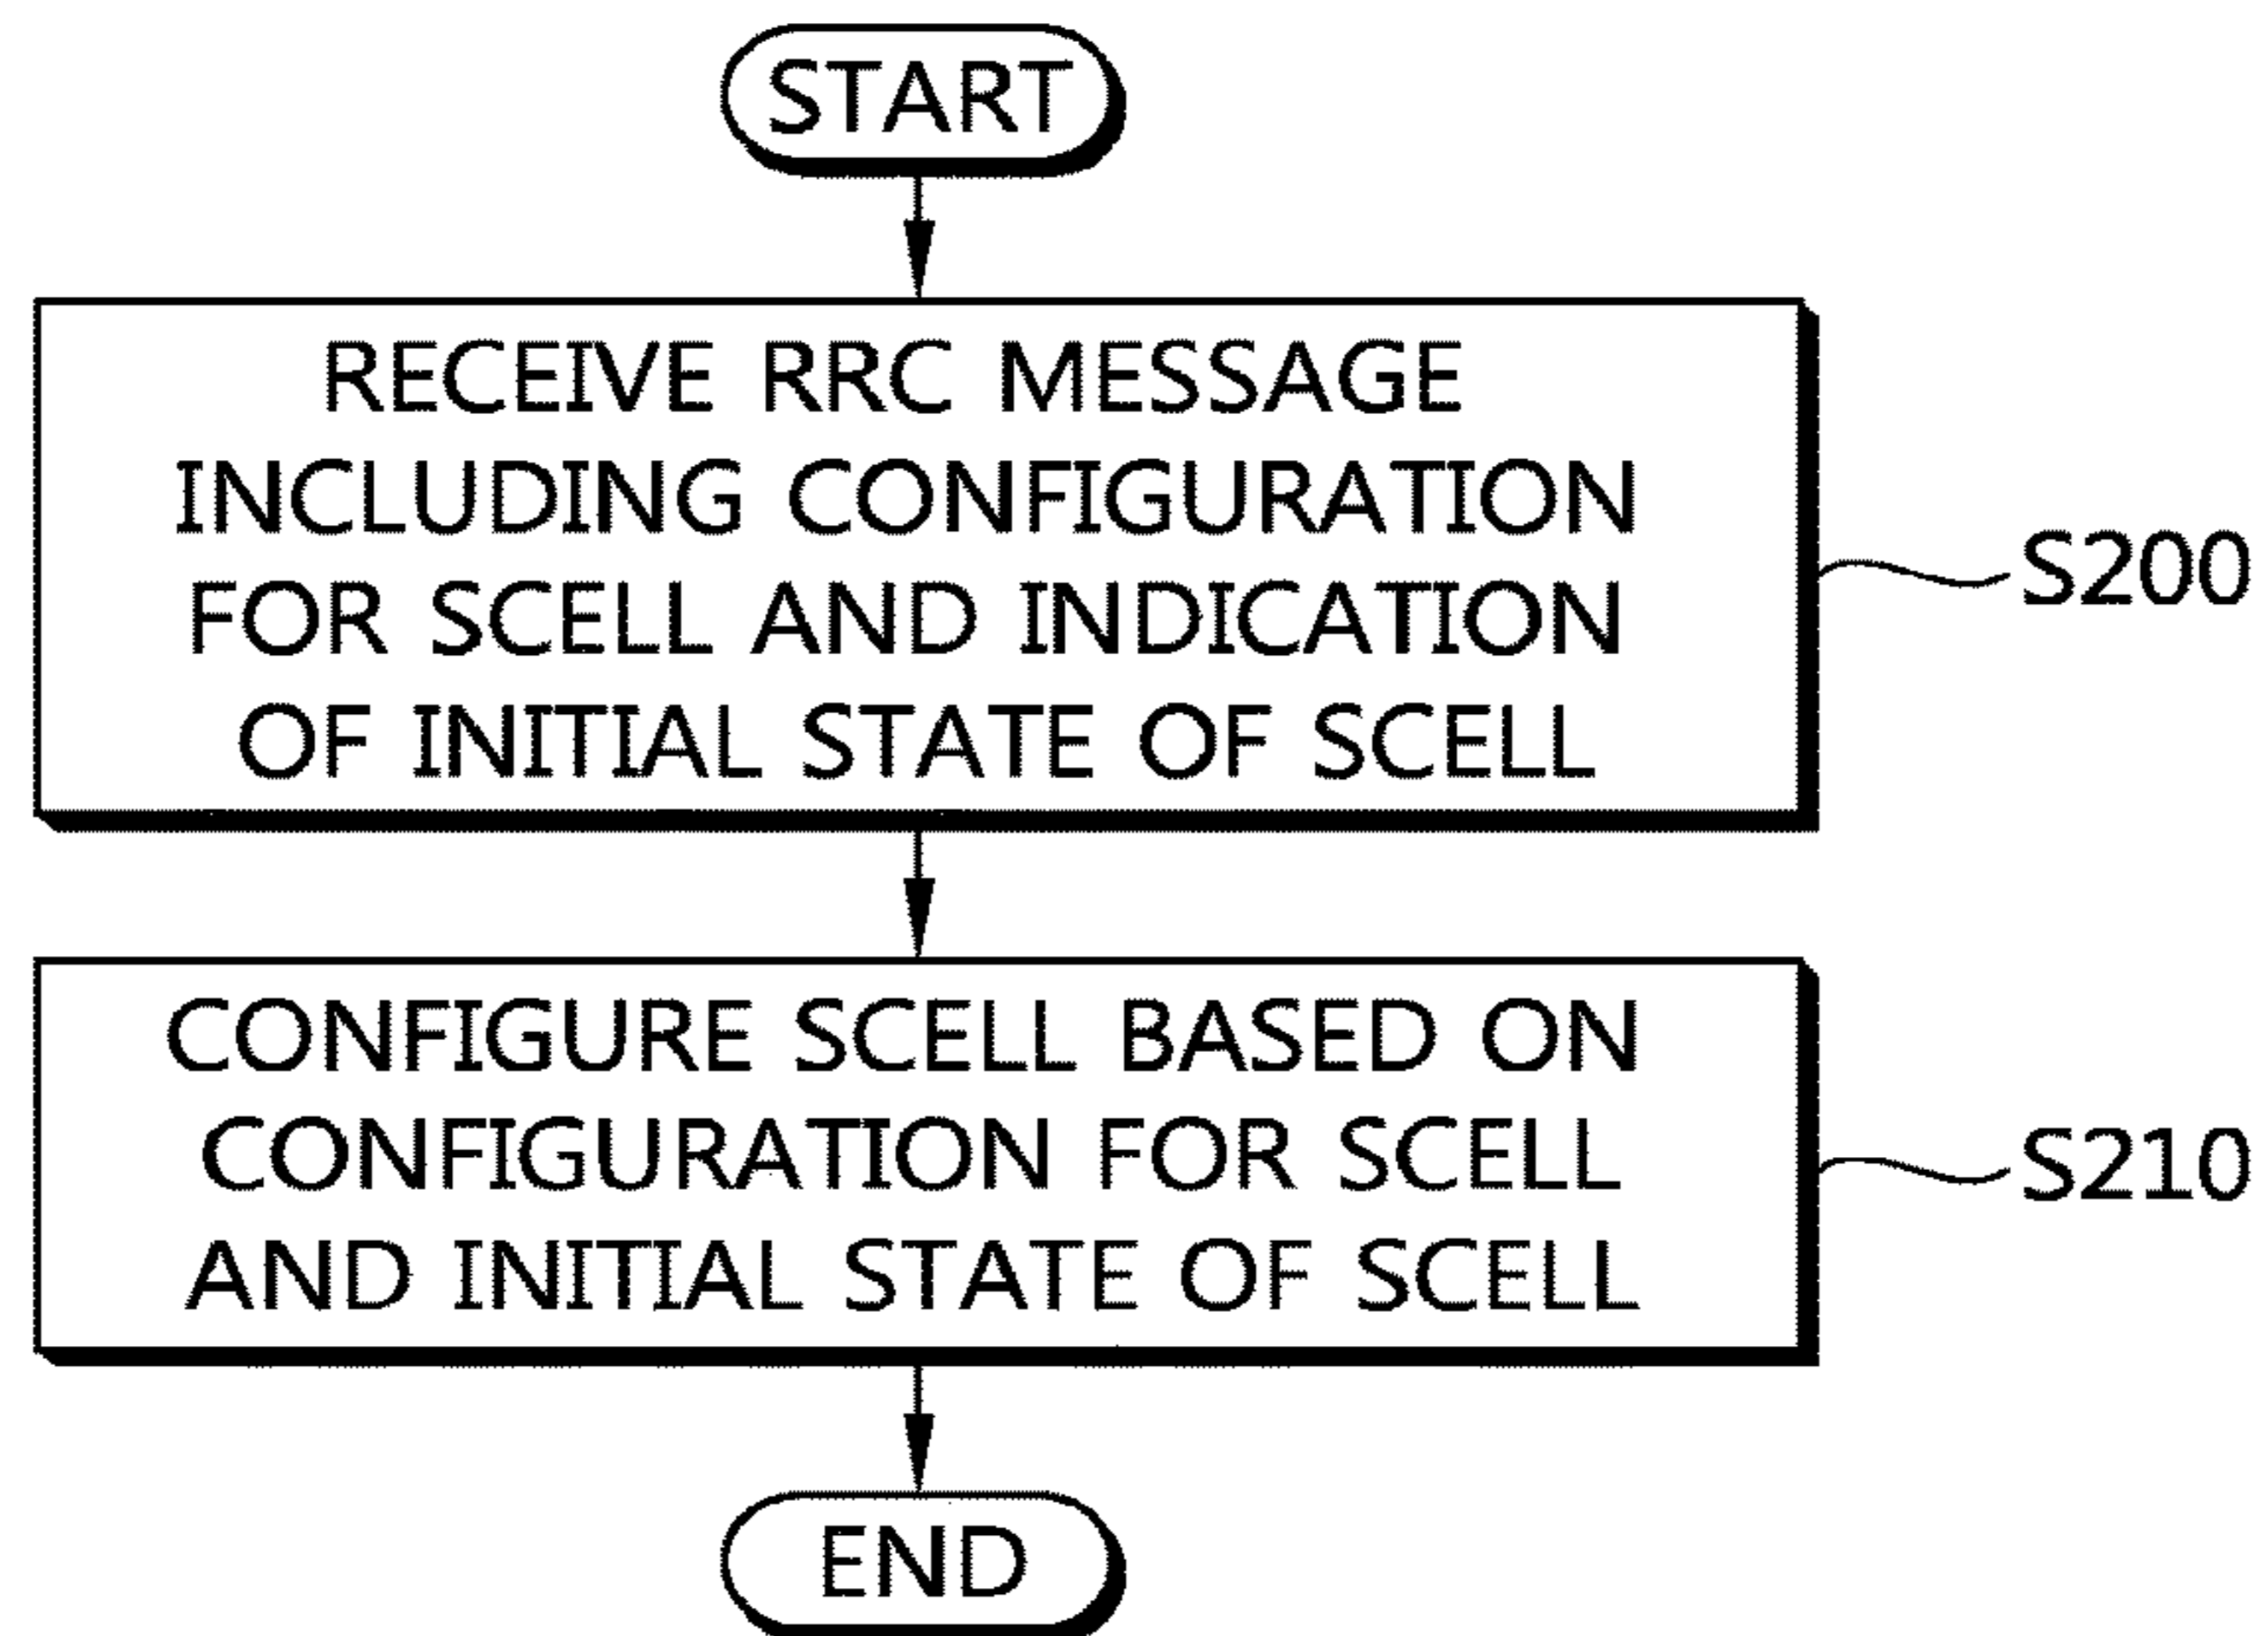 START
RECEIVE RRC MESSAGE
INCLUDING CONFIGURATION
FOR SCELL AND INDICATION
OF INITIAL STATE OF SCELL
S200
CONFIGURE SCELL BASED ON
CONFIGURATION FOR SCELL
AND INITIAL STATE OF SCELL
S210
END